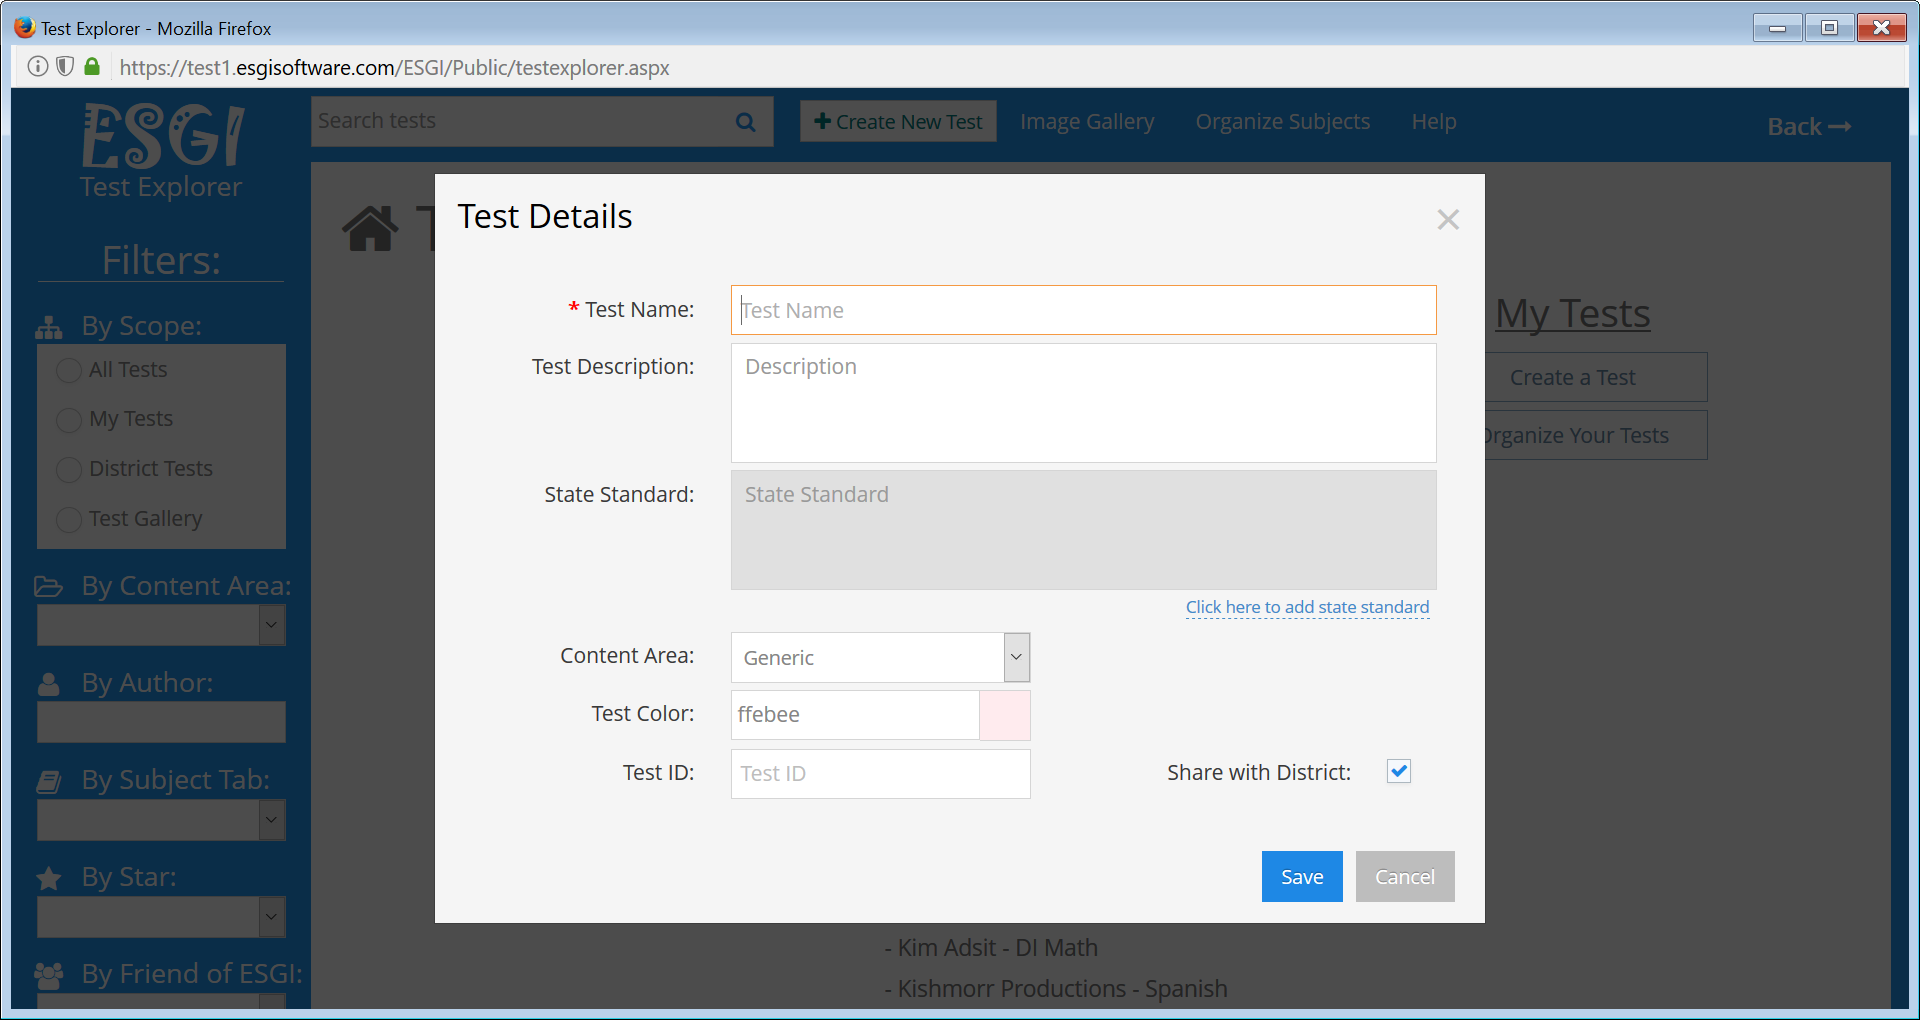 Test Explorer - Mozilla Firefox
https://test1.esgisoftware.com/ESGI/Public/testexplorer.aspx
ESGI
Test Explorer
Search tests
Create New Test
Image Gallery
Organize Subjects
Help
Back
Filters:
By Scope:
All Tests
My Tests
District Tests
Test Gallery
By Content Area:
By Author:
By Subject Tab:
By Star:
By Friend of ESGI:
T
Test Details
* Test Name:
Test Name
Test Description:
Description
State Standard:
State Standard
Click here to add state standard
Content Area:
Generic
Test Color:
ffebee
Test ID:
Test ID
Share with District:
Save
Cancel
My Tests
Create a Test
Organize Your Tests
- Kim Adsit - DI Math
- Kishmorr Productions - Spanish